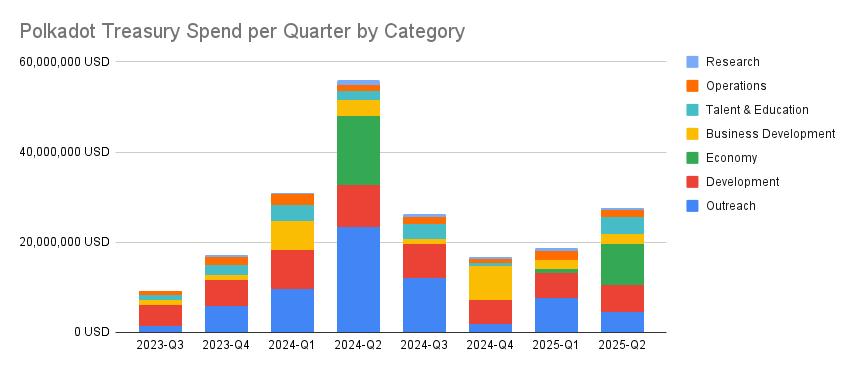 Polkadot Treasury Spend per Quarter by Category
60,000,000 USD
40,000,000 USD
20,000,000 USD
0 USD
2023-Q3 2023-Q4 2024-Q1 2024-Q2 2024-Q3 2024-Q4 2025-Q1 2025-Q2
Research
Operations
Talent & Education
Business Development
Economy
Development
Outreach